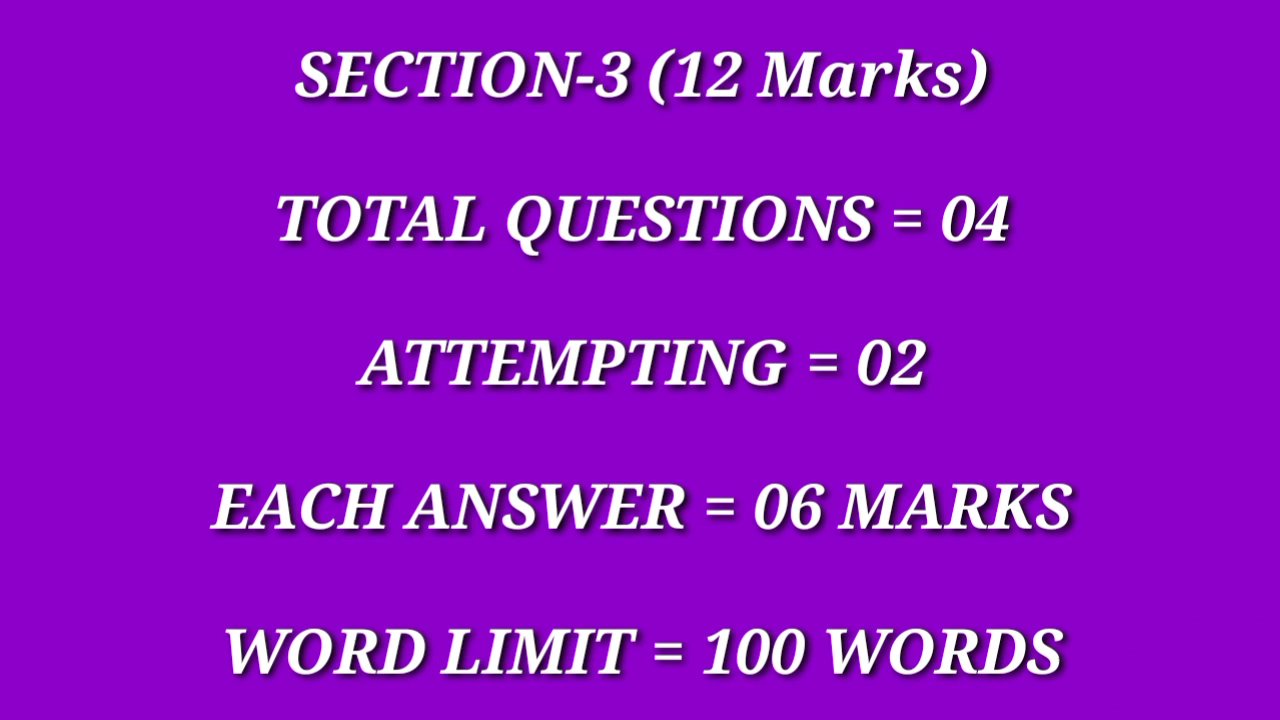 SECTION-3 (12 Marks)
TOTAL QUESTIONS = 04
ATTEMPTING = 02
EACH ANSWER = 06 MARKS
WORD LIMIT = 100 WORDS